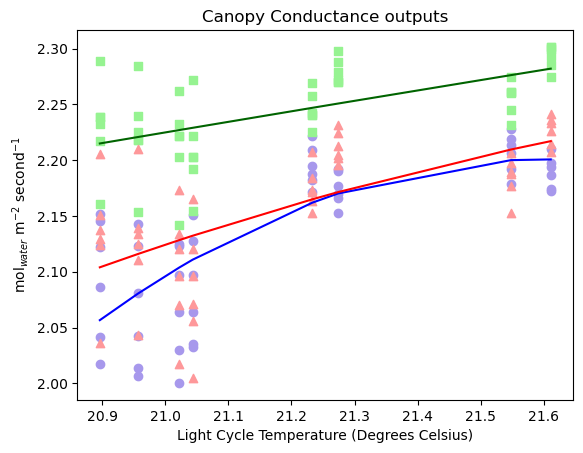 Canopy Conductance outputs
mol_water m⁻² second⁻¹
2.30
2.25
2.20
2.15
2.10
2.05
2.00
20.9 21.0 21.1 21.2 21.3 21.4 21.5 21.6
Light Cycle Temperature (Degrees Celsius)